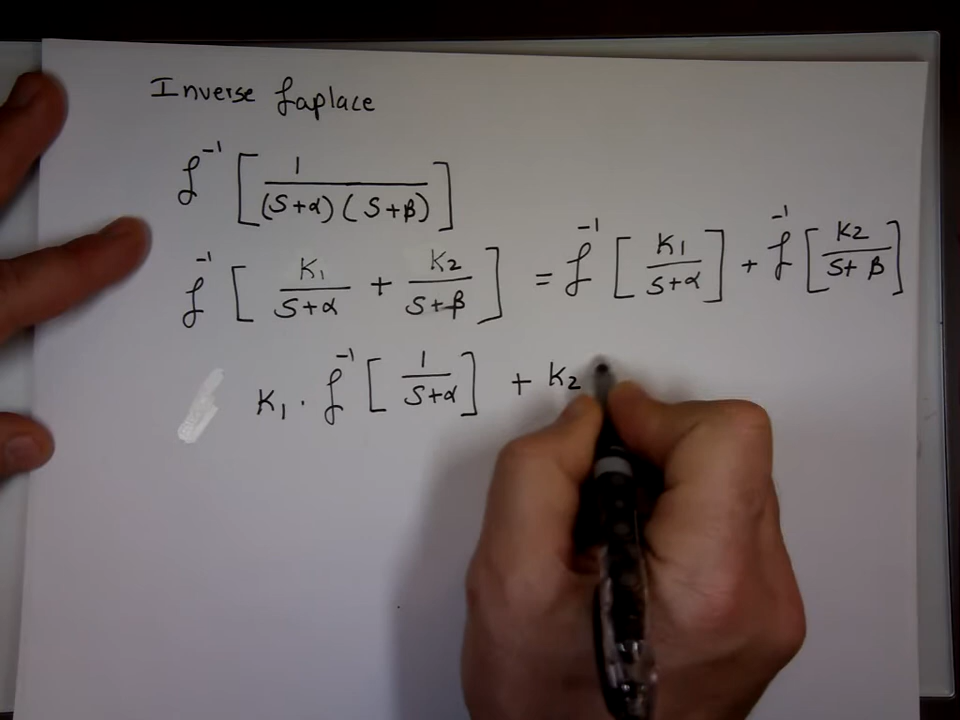 Inverse Laplace
ℒ⁻¹ [ 1 / (S+α)(S+β) ]
ℒ⁻¹ [ K₁ / S+α + K₂ / S+β ] = ℒ⁻¹ [ K₁ / S+α ] + ℒ⁻¹ [ K₂ / S+β ]
K₁ · ℒ⁻¹ [ 1 / S+α ] + K₂